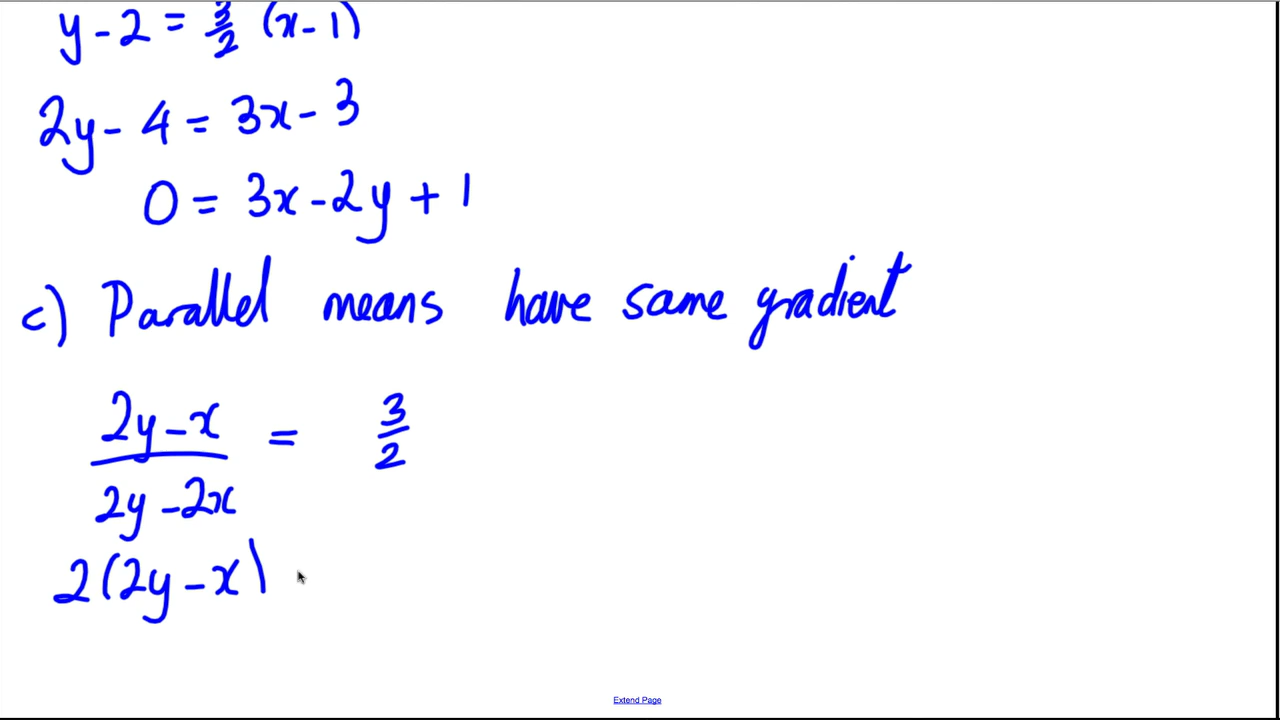 y - 2 = 3/2 (x - 1)
2y - 4 = 3x - 3
0 = 3x - 2y + 1
c) Parallel means have same gradient
2y - x / 2y - 2x = 3/2
2(2y - x)
Extend Page